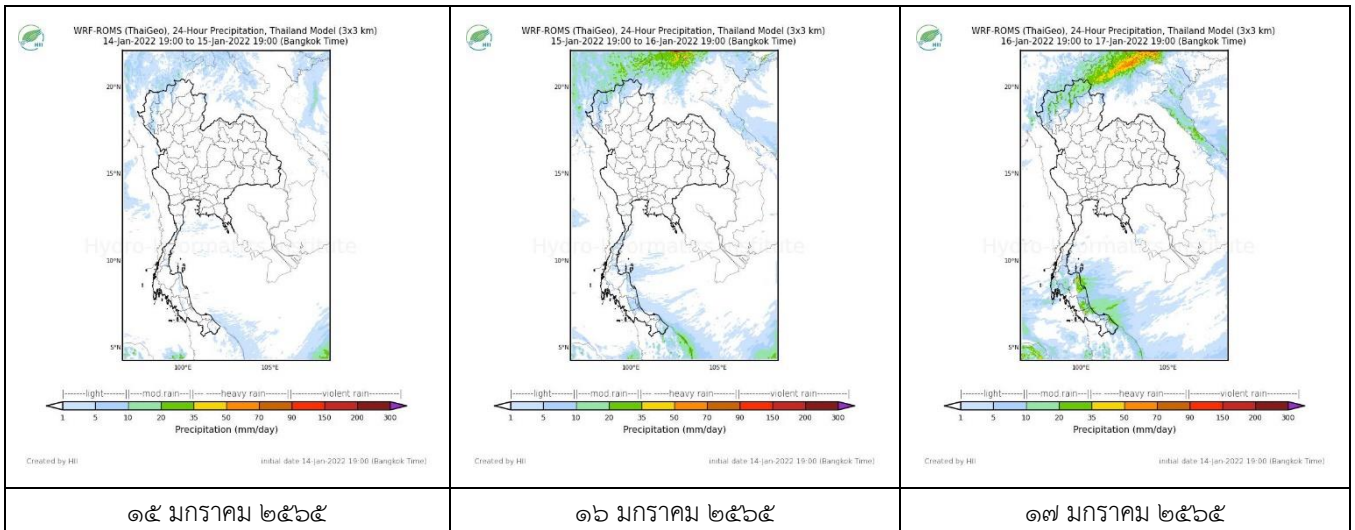 WRF-ROMS (ThaiGeo), 24-Hour Precipitation, Thailand Model (3x3 km)
14-Jan-2022 19:00 to 15-Jan-2022 19:00 (Bangkok Time)
HII
20°N
15°N
10°N
5°N
100°E 105°E
Hydro-Informatics Institute
|-------light-------||---mod.rain---||--- ---heavy rain---||-------violent rain-------|
1 5 10 20 35 50 70 90 150 200 300
Precipitation (mm/day)
Created by HII initial date 14-Jan-2022 19:00 (Bangkok Time)
๑๕ มกราคม ๒๕๖๕
WRF-ROMS (ThaiGeo), 24-Hour Precipitation, Thailand Model (3x3 km)
15-Jan-2022 19:00 to 16-Jan-2022 19:00 (Bangkok Time)
HII
20°N
15°N
10°N
5°N
100°E 105°E
Hydro-Informatics Institute
|-------light-------||---mod.rain---||--- ---heavy rain---||-------violent rain-------|
1 5 10 20 35 50 70 90 150 200 300
Precipitation (mm/day)
Created by HII initial date 14-Jan-2022 19:00 (Bangkok Time)
๑๖ มกราคม ๒๕๖๕
WRF-ROMS (ThaiGeo), 24-Hour Precipitation, Thailand Model (3x3 km)
16-Jan-2022 19:00 to 17-Jan-2022 19:00 (Bangkok Time)
HII
20°N
15°N
10°N
5°N
100°E 105°E
Hydro-Informatics Institute
|-------light-------||---mod.rain---||--- ---heavy rain---||-------violent rain-------|
1 5 10 20 35 50 70 90 150 200 300
Precipitation (mm/day)
Created by HII initial date 14-Jan-2022 19:00 (Bangkok Time)
๑๗ มกราคม ๒๕๖๕